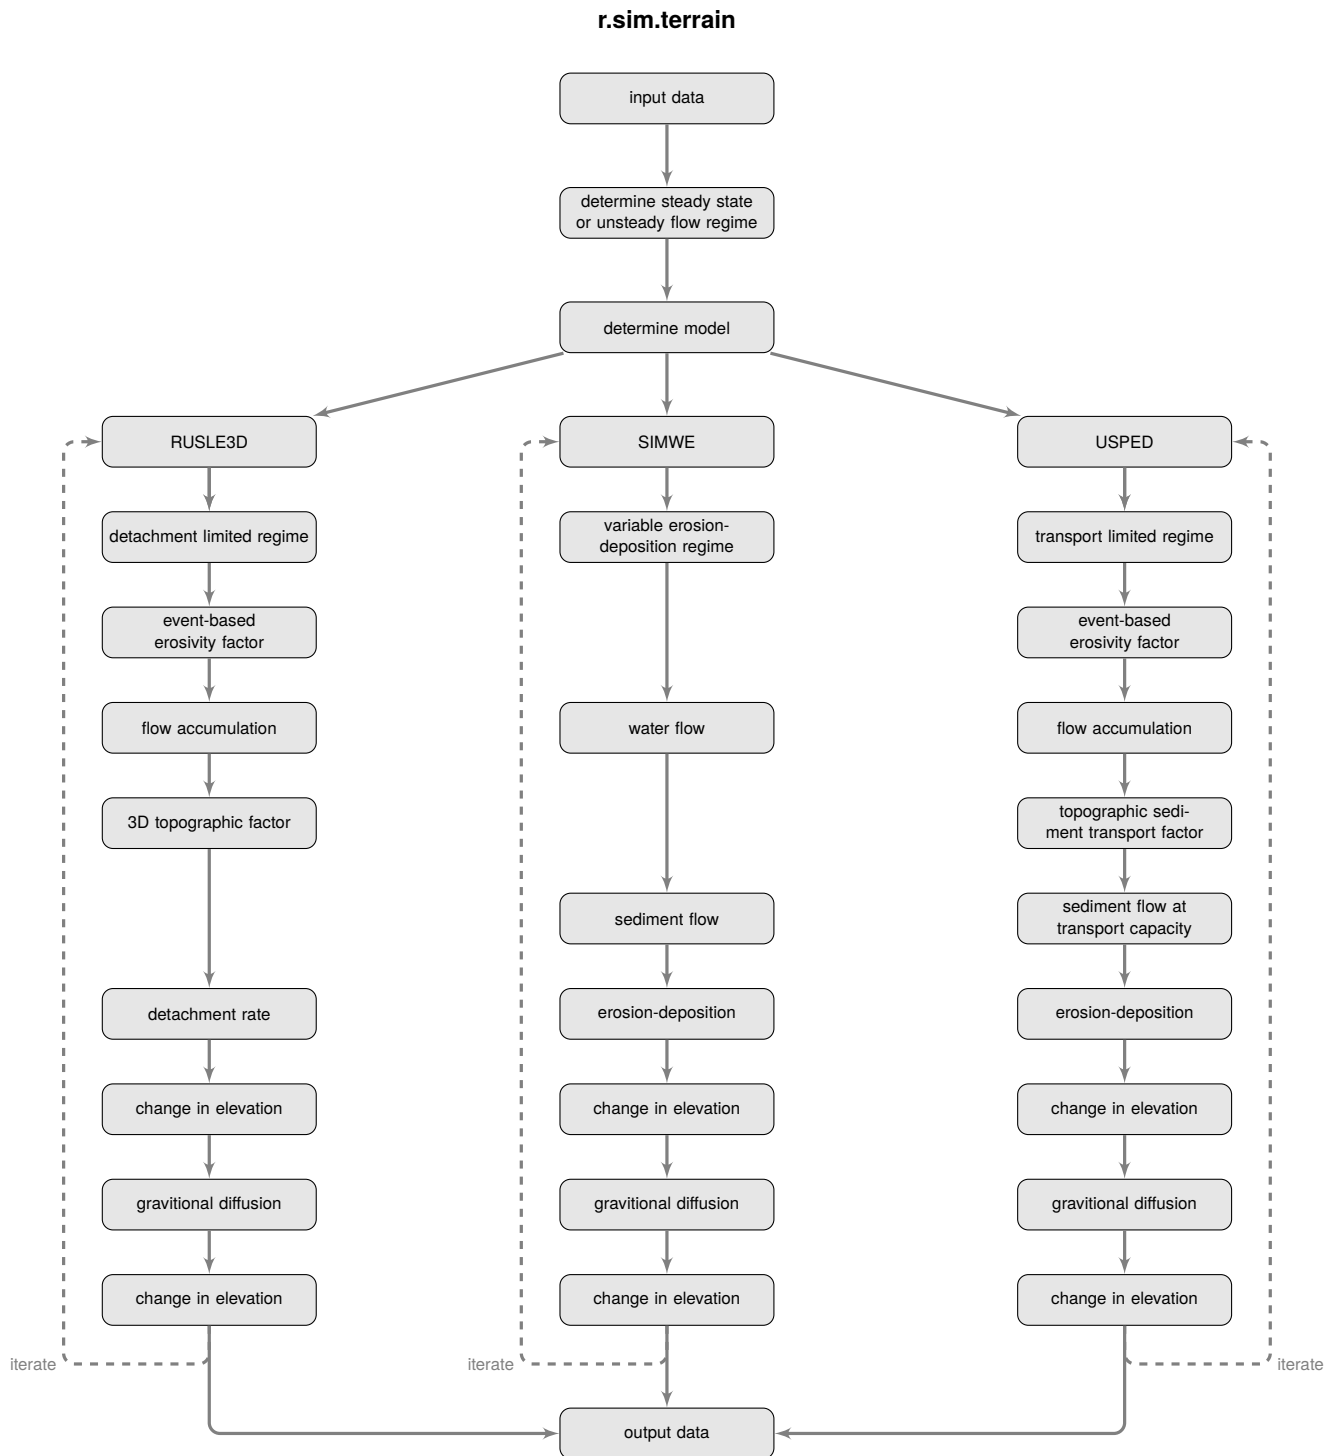 r.sim.terrain
input data
determine steady state
or unsteady flow regime
determine model
RUSLE3D
SIMWE
USPED
detachment limited regime
variable erosion-
deposition regime
transport limited regime
event-based
erosivity factor
event-based
erosivity factor
flow accumulation
water flow
flow accumulation
3D topographic factor
topographic sedi-
ment transport factor
sediment flow
sediment flow at
transport capacity
detachment rate
erosion-deposition
erosion-deposition
change in elevation
change in elevation
change in elevation
gravitional diffusion
gravitional diffusion
gravitional diffusion
change in elevation
change in elevation
change in elevation
iterate
iterate
iterate
output data